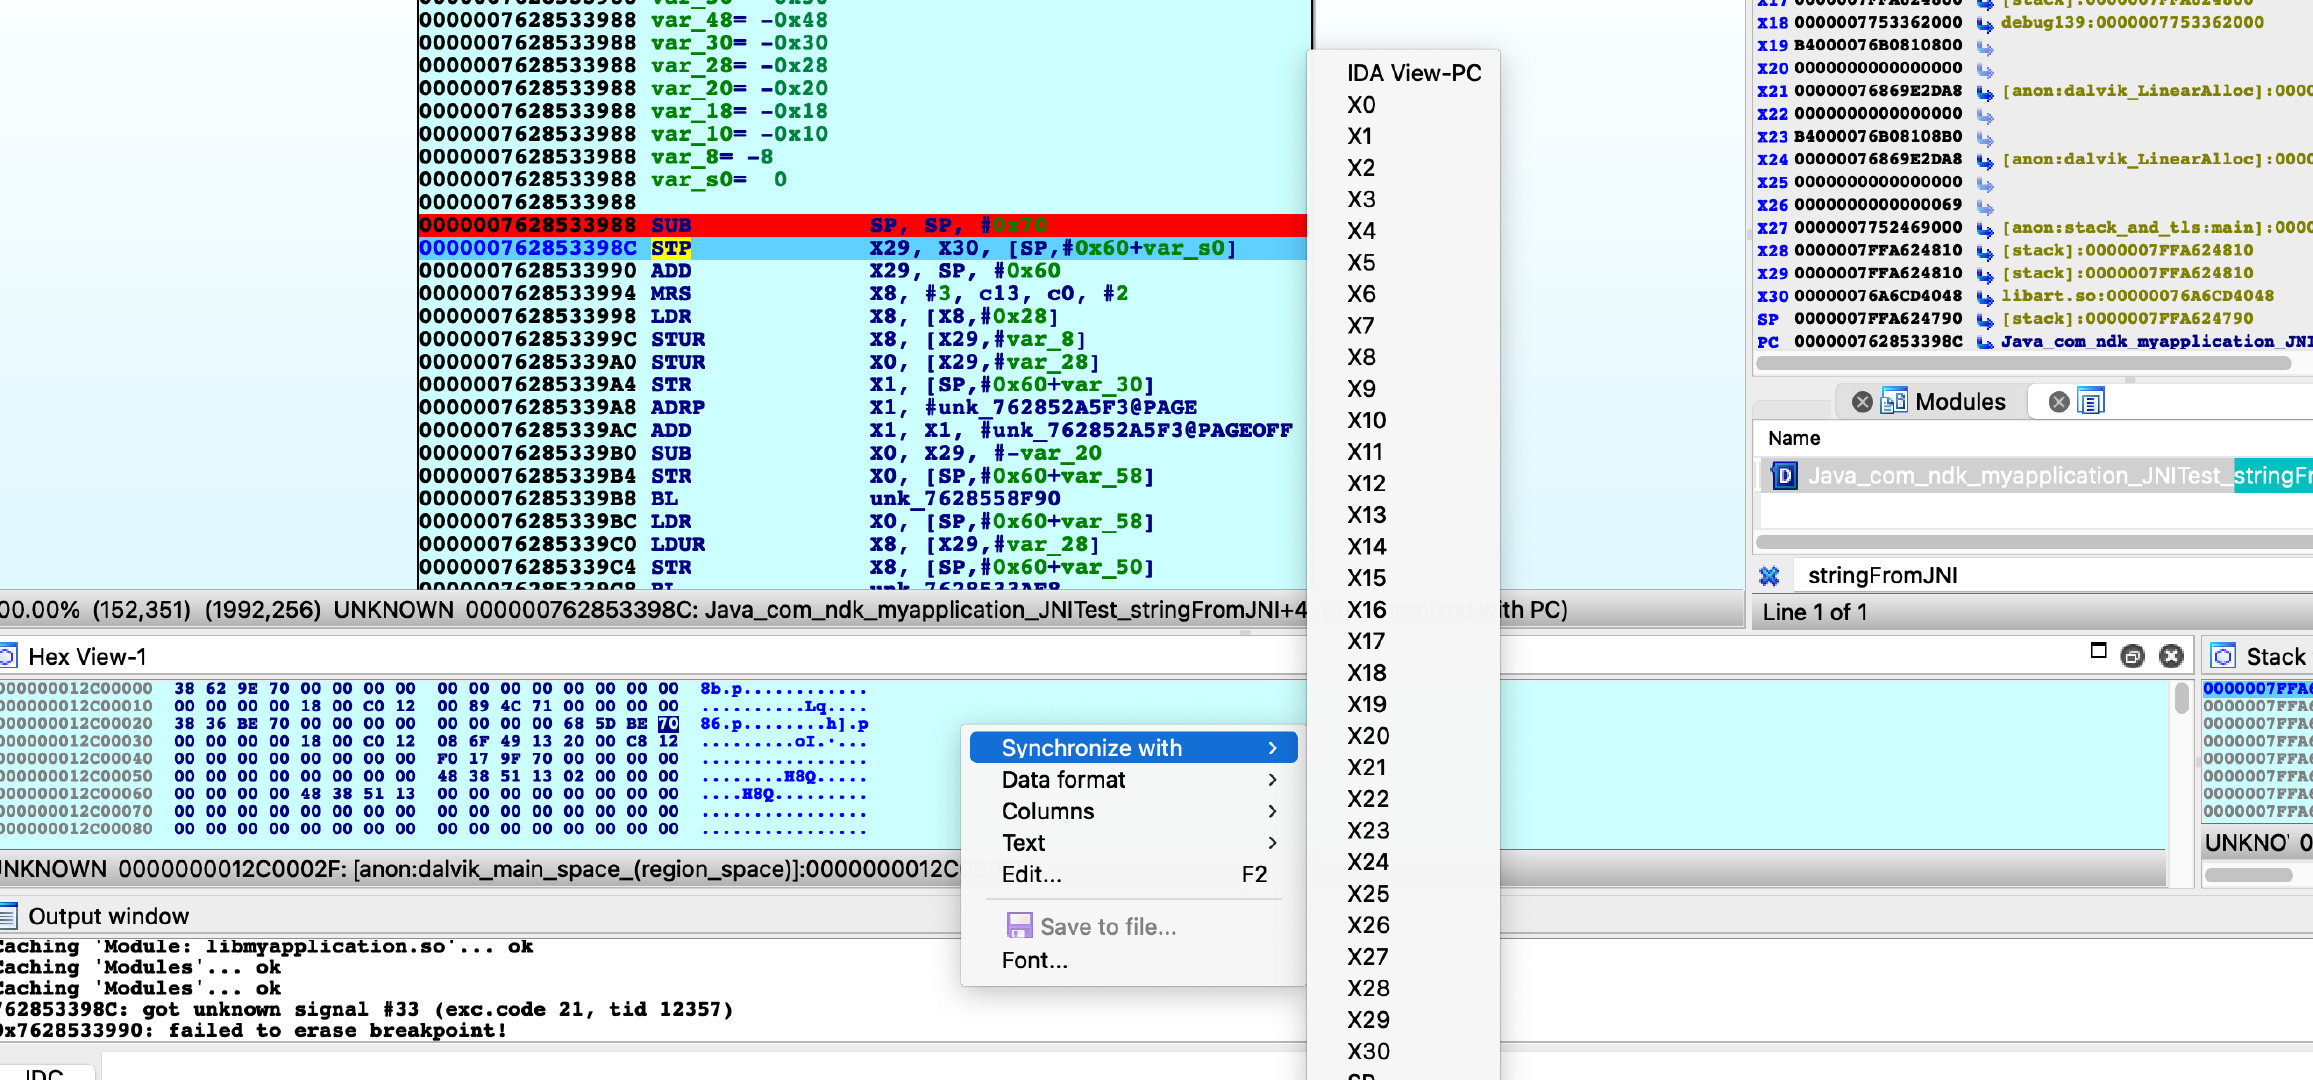 0000007628533988 var_48= -0x48
0000007628533988 var_30= -0x30
0000007628533988 var_28= -0x28
0000007628533988 var_20= -0x20
0000007628533988 var_18= -0x18
0000007628533988 var_10= -0x10
0000007628533988 var_8= -8
0000007628533988 var_s0= 0
0000007628533988
0000007628533988 SUB SP, SP, #0x70
000000762853398C STP X29, X30, [SP,#0x60+var_s0]
0000007628533990 ADD X29, SP, #0x60
0000007628533994 MRS X8, #3, c13, c0, #2
0000007628533998 LDR X8, [X8,#0x28]
000000762853399C STUR X8, [X29,#var_8]
00000076285339A0 STUR X0, [X29,#var_28]
00000076285339A4 STR X1, [SP,#0x60+var_30]
00000076285339A8 ADRP X1, #unk_762852A5F3@PAGE
00000076285339AC ADD X1, X1, #unk_762852A5F3@PAGEOFF
00000076285339B0 SUB X0, X29, #-var_20
00000076285339B4 STR X0, [SP,#0x60+var_58]
00000076285339B8 BL unk_7628558F90
00000076285339BC LDR X0, [SP,#0x60+var_58]
00000076285339C0 LDUR X8, [X29,#var_28]
00000076285339C4 STR X8, [SP,#0x60+var_50]
00.00% (152,351) (1992,256) UNKNOWN 000000762853398C: Java_com_ndk_myapplication_JNITest_stringFromJNI+4 th PC)
IDA View-PC
X0
X1
X2
X3
X4
X5
X6
X7
X8
X9
X10
X11
X12
X13
X14
X15
X16
X17
X18
X19
X20
X21
X22
X23
X24
X25
X26
X27
X28
X29
X30
SP
X18 0000007753362000 debug139:0000007753362000
X19 B4000076B0810800
X20 0000000000000000
X21 00000076869E2DA8 [anon:dalvik_LinearAlloc]:0000
X22 0000000000000000
X23 B4000076B08108B0
X24 00000076869E2DA8 [anon:dalvik_LinearAlloc]:0000
X25 0000000000000000
X26 0000000000000069
X27 0000007752469000 [anon:stack_and_tls:main]:0000
X28 0000007FFA624810 [stack]:0000007FFA624810
X29 0000007FFA624810 [stack]:0000007FFA624810
X30 00000076A6CD4048 libart.so:00000076A6CD4048
SP 0000007FFA624790 [stack]:0000007FFA624790
PC 000000762853398C Java_com_ndk_myapplication_JNI
Modules
Name
Java_com_ndk_myapplication_JNITest_stringFr
stringFromJNI
Line 1 of 1
Hex View-1
000000012C00000 38 62 9E 70 00 00 00 00 00 00 00 00 00 00 00 00 8b.p............
000000012C00010 00 00 00 00 18 00 C0 12 00 89 4C 71 00 00 00 00 ..........Lq....
000000012C00020 38 36 BE 70 00 00 00 00 00 00 00 00 68 5D BE 70 86.p........h].p
000000012C00030 00 00 00 00 18 00 C0 12 08 6F 49 13 20 00 C8 12 .........oI. ...
000000012C00040 00 00 00 00 00 00 00 00 F0 17 9F 70 00 00 00 00 ................
000000012C00050 00 00 00 00 00 00 00 00 48 38 51 13 02 00 00 00 ........H8Q.....
000000012C00060 00 00 00 00 48 38 51 13 00 00 00 00 00 00 00 00 ....H8Q.........
000000012C00070 00 00 00 00 00 00 00 00 00 00 00 00 00 00 00 00 ................
000000012C00080 00 00 00 00 00 00 00 00 00 00 00 00 00 00 00 00 ................
NKNOWN 0000000012C0002F: [anon:dalvik_main_space_(region_space)]:0000000012C
Synchronize with
Data format
Columns
Text
Edit... F2
Save to file...
Font...
Stack
0000007FFA6
0000007FFA6
0000007FFA6
0000007FFA6
0000007FFA6
0000007FFA6
0000007FFA6
0000007FFA6
UNKNO 0
Output window
Caching 'Module: libmyapplication.so'... ok
Caching 'Modules'... ok
Caching 'Modules'... ok
762853398C: got unknown signal #33 (exc.code 21, tid 12357)
0x7628533990: failed to erase breakpoint!
IDC